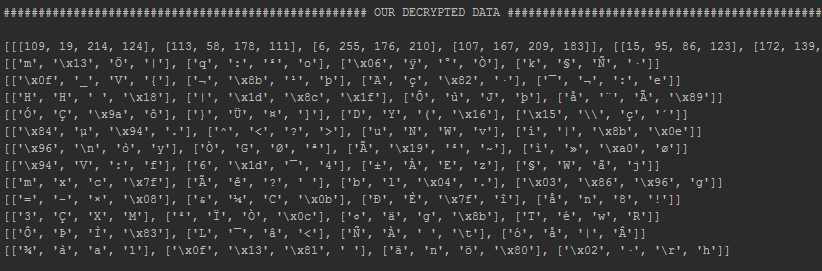 #################################################### OUR DECRYPTED DATA #############################################
[[[109, 19, 214, 124], [113, 58, 178, 111], [6, 255, 176, 210], [107, 167, 209, 183]], [[15, 95, 86, 123], [172, 139,
[['m', '\x13', 'Ö', '|'], ['q', ':', '²', 'o'], ['\x06', 'ÿ', '°', 'Ò'], ['k', '§', 'Ñ', '·']]
[['\x0f', '_', 'V', '{'], ['¬', '\x8b', '¹', 'þ'], ['A', 'ç', '\x82', '·'], ['¯', '¬', ':', 'e']]
[['H', 'H', ' ', '\x18'], ['|', '\x1d', '\x8c', '\x1f'], ['Ô', 'ù', 'J', 'þ'], ['å', '¨', 'Ã', '\x89']]
[['Ó', 'Ç', '\x9a', 'ô'], ['}', 'Ü', '¤', ']'], ['D', 'Y', '(', '\x16'], ['\x15', '\\', 'ç', '´']]
[['\x84', 'µ', '\x94', '.'], ['^', '<', '?', '>'], ['u', 'N', 'W', 'v'], ['í', '|', '\x8b', '\x0e']]
[['\x96', '\n', 'ò', 'y'], ['Ò', 'G', 'Ø', 'ª'], ['Ã', '\x19', '²', '~'], ['ì', '»', '\xa0', 'ø']]
[['\x94', 'V', ':', 'f'], ['6', '\x1d', '¯', '4'], ['±', 'À', 'E', 'z'], ['§', 'W', 'ã', 'j']]
[['m', 'x', 'c', '\x7f'], ['Ã', 'ê', '?', ' '], ['b', 'l', '\x04', '.'], ['\x03', '\x86', '\x96', 'g']]
[['=', '-', '×', '\x08'], ['&', '¼', 'C', '\x0b'], ['Ð', 'È', '\x7f', 'î'], ['å', 'n', '8', '!']]
[['3', 'Ç', 'X', 'M'], ['ª', 'Ï', 'Ò', '\x0c'], ['¢', 'ä', 'g', '\x8b'], ['T', 'é', 'w', 'R']]
[['Ô', 'Þ', 'Ì', '\x83'], ['L', '¯', 'â', '<'], ['Ñ', 'À', ' ', '\t'], ['ó', 'å', '|', 'Â']]
[['¾', 'à', 'a', '1'], ['\x0f', '\x13', '\x81', ' '], ['ä', 'n', 'ö', '\x80'], ['\x02', '·', '\r', 'h']]